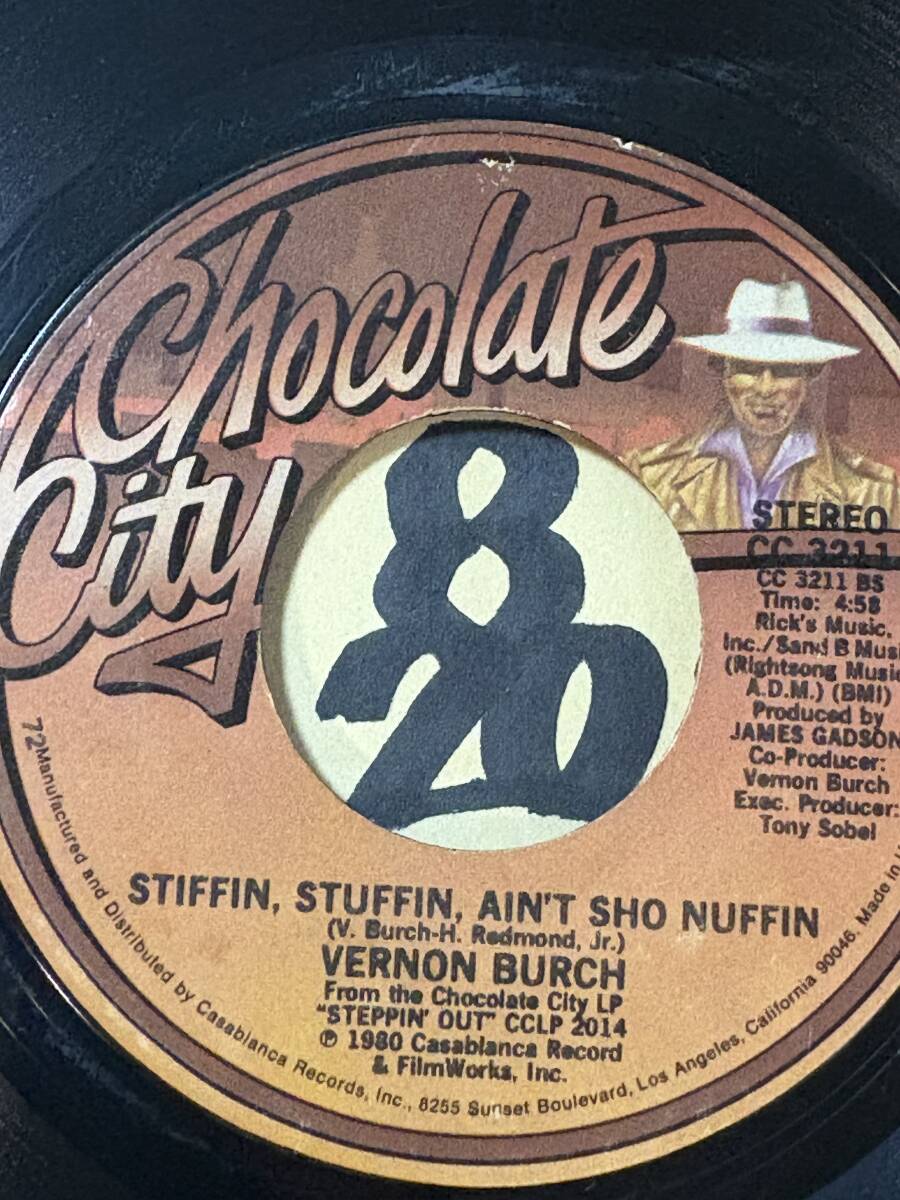 Chocolate
City
8
20
STEREO
CC 3211
CC 3211 BS
Time: 4:58
Rick's Music,
Inc./Sand B Musi
(Rightsong Music
A.D.M.) (BMI)
Produced by
JAMES GADSON
Co-Producer:
Vernon Burch
Exec. Producer:
Tony Sobel
STIFFIN, STUFFIN, AIN'T SHO NUFFIN
(V. Burch-H. Redmond, Jr.)
VERNON BURCH
From the Chocolate City LP
"STEPPIN' OUT" CCLP 2014
℗ 1980 Casablanca Record
& FilmWorks, Inc.
72 Manufactured and Distributed by Casablanca Records, Inc., 8255 Sunset Boulevard, Los Angeles, California 90046. Made in